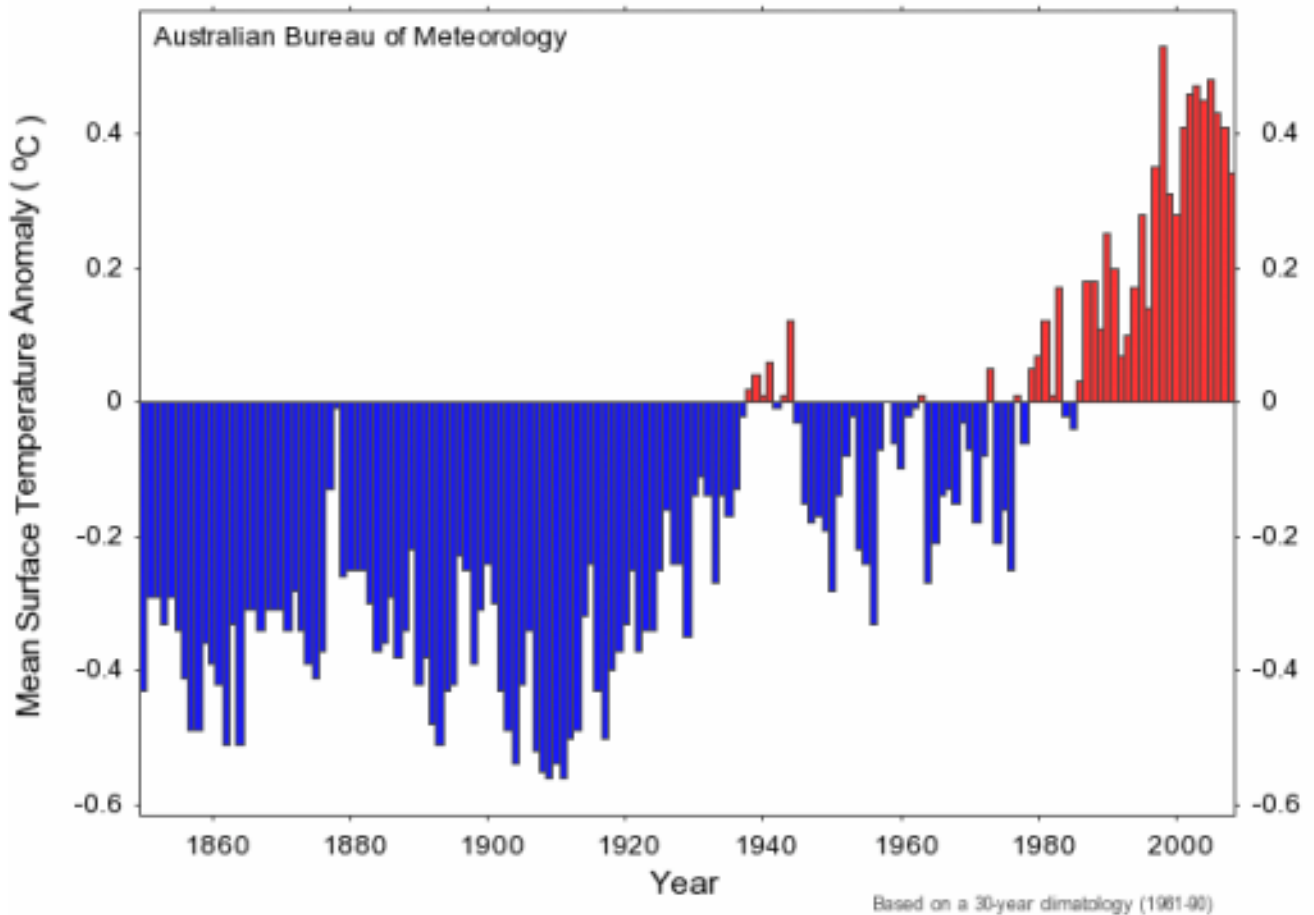 Australian Bureau of Meteorology
Mean Surface Temperature Anomaly ( ºC )
0.4
0.4
0.2
0.2
0
0
-0.2
-0.2
-0.4
-0.4
-0.6
-0.6
1860 1880 1900 1920 1940 1960 1980 2000
Year
Based on a 30-year climatology (1961-90)